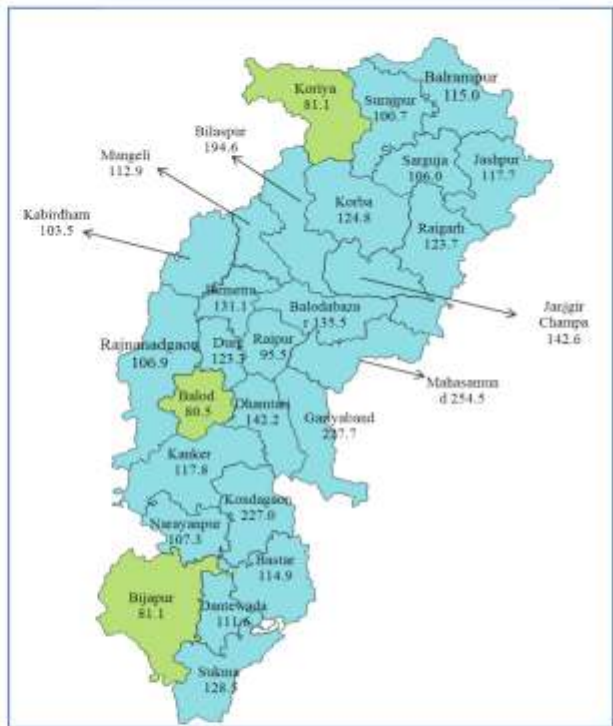 Koriya
81.1
Balrampur
115.0
Surajpur
100.7
Bilaspur
194.6
Mungeli
112.9
Sarguja
106.0
Jashpur
117.7
Korba
124.8
Raigarh
123.7
Kabirdham
103.5
Bemetra
131.1
Balodabaza
r 135.5
Janjgir
Champa
142.6
Rajnanadgaon
106.9
Durg
123.3
Raipur
95.5
Mahasamun
d 254.5
Balod
80.5
Dhamtari
142.2
Gariyaband
227.7
Kanker
117.8
Kondagaon
227.0
Narayanpur
107.3
Bastar
114.9
Bijapur
81.1
Dantewada
111.6
Sukma
128.5